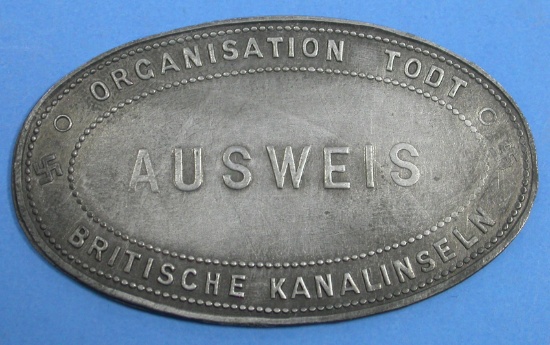 ORGANISATION TODT
AUSWEIS
BRITISCHE KANALINSELN